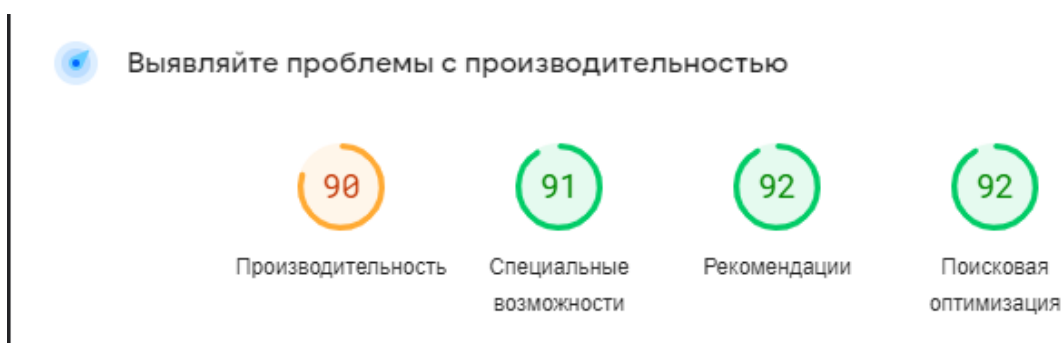 Выявляйте проблемы с производительностью
90
91
92
92
Производительность
Специальные
возможности
Рекомендации
Поисковая
оптимизация